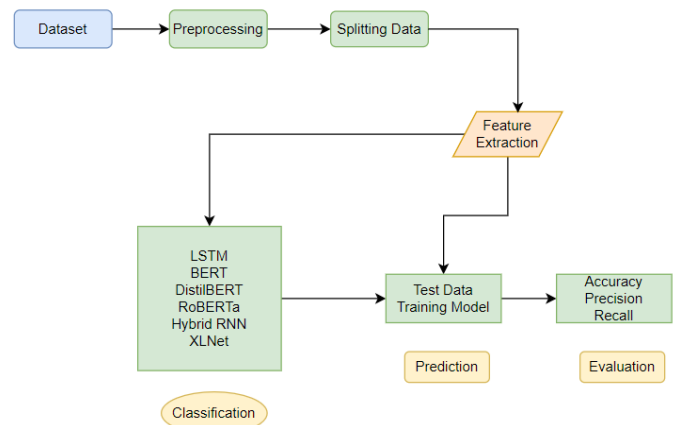 Dataset
Preprocessing
Splitting Data
Feature
Extraction
LSTM
BERT
DistilBERT
RoBERTa
Hybrid RNN
XLNet
Test Data
Training Model
Accuracy
Precision
Recall
Prediction
Evaluation
Classification